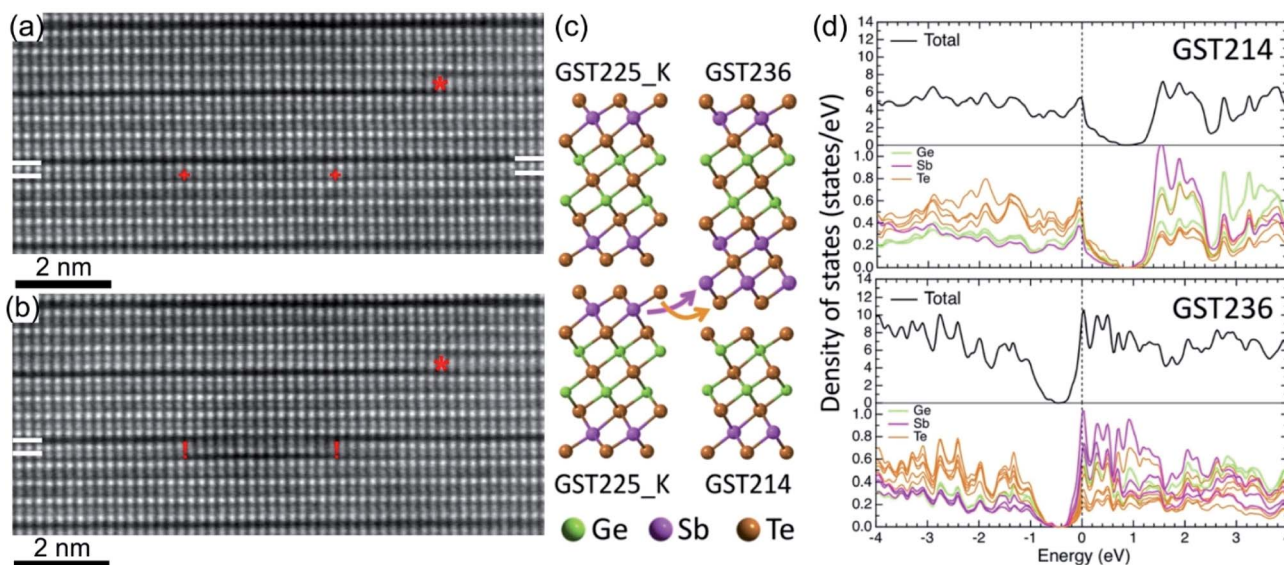 (a)
*
*
*
2 nm
(b)
*
!
!
2 nm
(c)
GST225_K
GST236
GST225_K
GST214
Ge
Sb
Te
(d)
Density of states (states/eV)
14
12
10
8
6
4
2
0
Total
GST214
1.0
0.8
0.6
0.4
0.2
0.0
Ge
Sb
Te
14
12
10
8
6
4
2
0
Total
GST236
1.0
0.8
0.6
0.4
0.2
0.0
Ge
Sb
Te
-4 -3 -2 -1 0 1 2 3 4
Energy (eV)